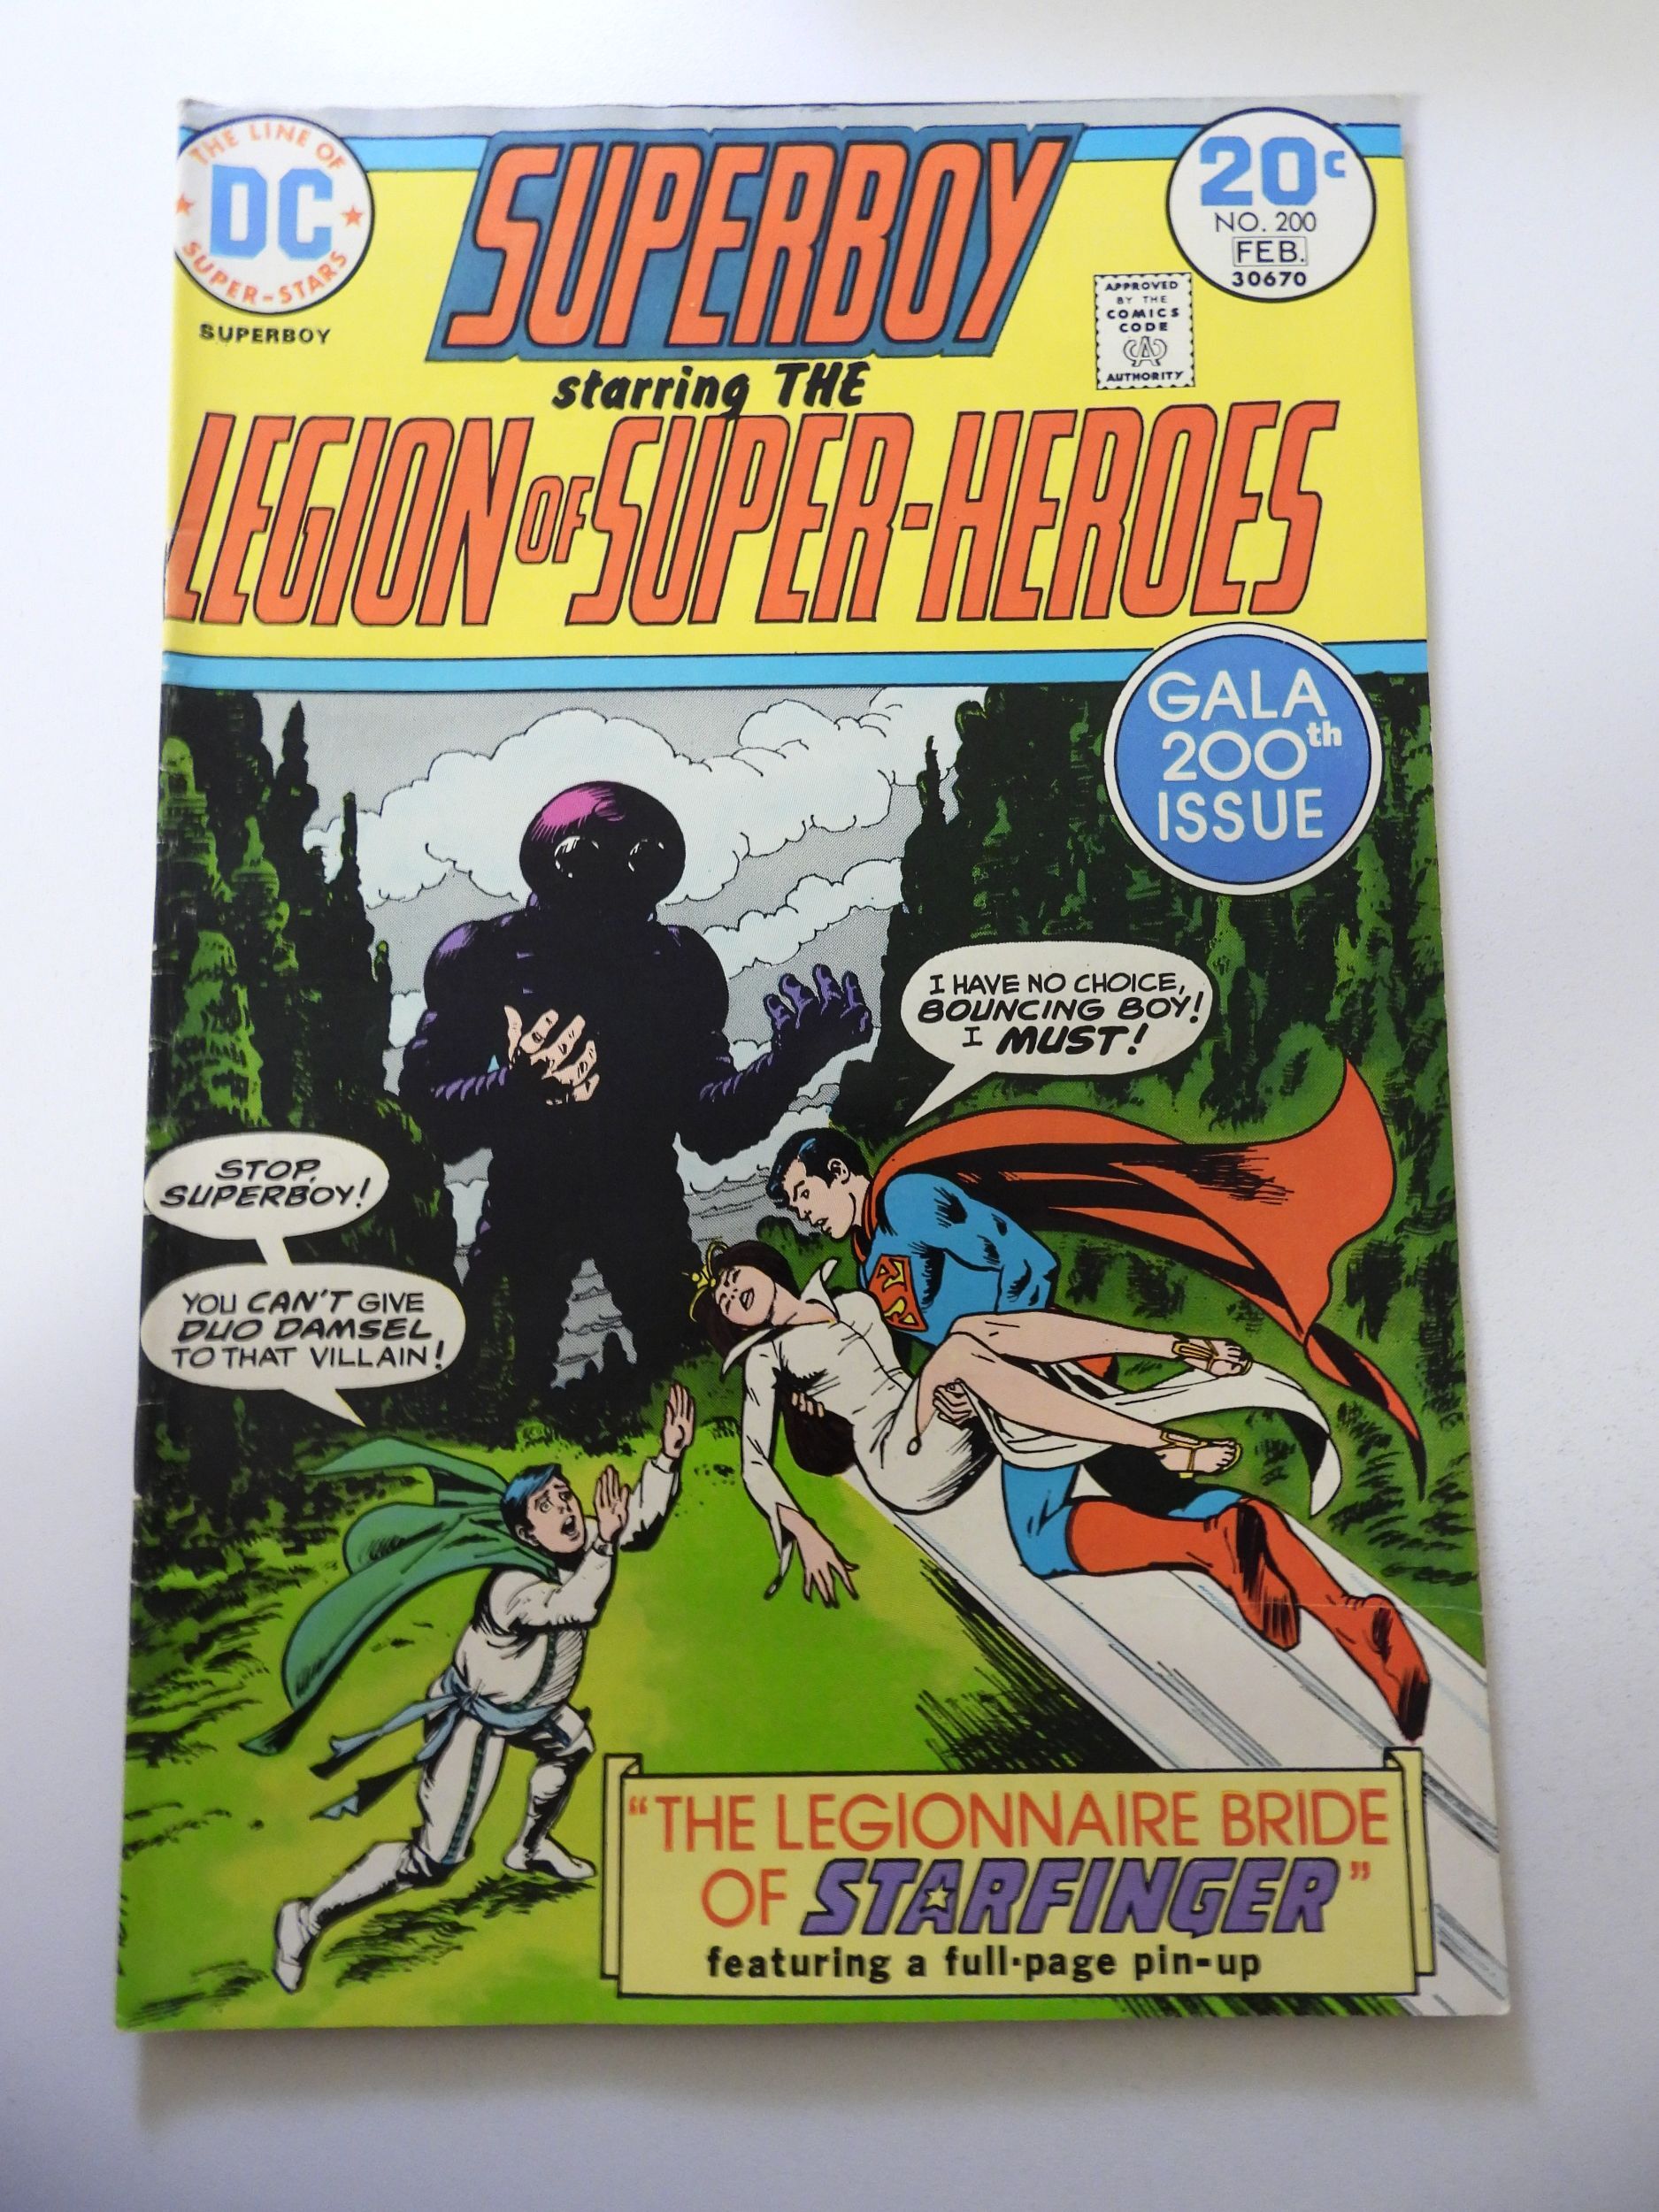 THE LINE OF
DC
SUPER-STARS
SUPERBOY
SUPERBOY
starring THE
LEGION OF SUPER-HEROES
20¢
NO. 200
FEB.
30670
APPROVED
BY THE
COMICS
CODE
CA
AUTHORITY
GALA
200th
ISSUE
I HAVE NO CHOICE,
BOUNCING BOY!
I MUST!
STOP,
SUPERBOY!
YOU CAN'T GIVE
DUO DAMSEL
TO THAT VILLAIN!
S
"THE LEGIONNAIRE BRIDE
OF STARFINGER"
featuring a full-page pin-up